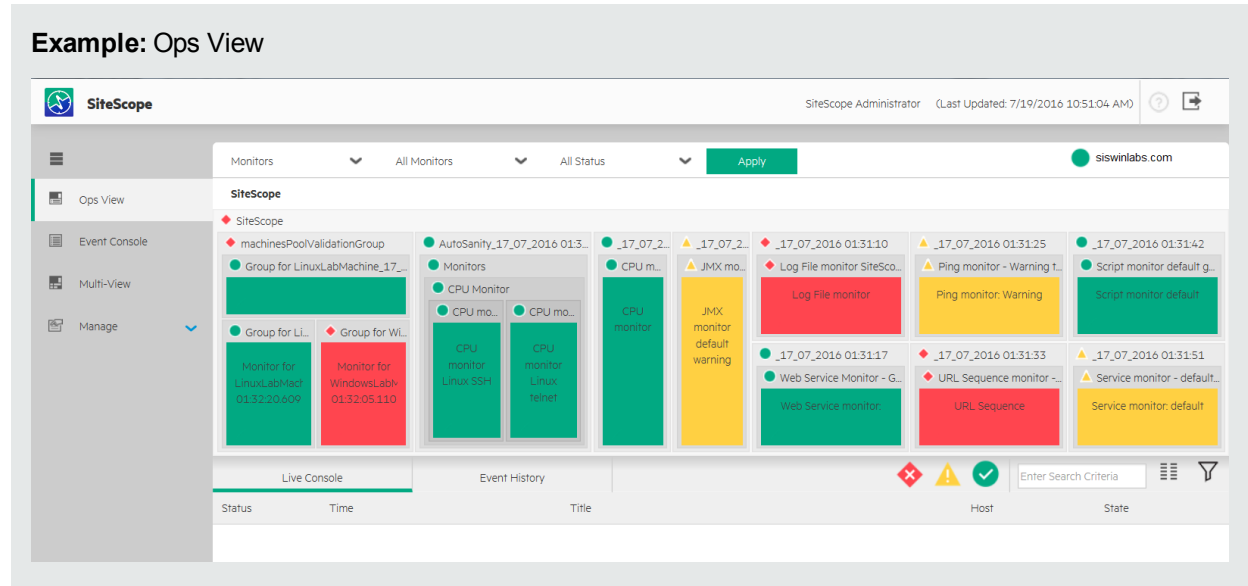 Example: Ops View
SiteScope
SiteScope Administrator (Last Updated: 7/19/2016 10:51:04 AM)
Monitors All Monitors All Status Apply siswinlabs.com
Ops View
Event Console
Multi-View
Manage
SiteScope
SiteScope
machinesPoolValidationGroup
Group for LinuxLabMachine_17_...
Group for Li...
Monitor for
LinuxLabMach
01:32:20.609
Group for Wi...
Monitor for
WindowsLabM
01:32:05.110
AutoSanity_17_07_2016 01:3...
Monitors
CPU Monitor
CPU mo...
CPU
monitor
Linux SSH
CPU mo...
CPU
monitor
Linux
telnet
_17_07_2...
CPU m...
CPU
monitor
_17_07_2...
JMX mo...
JMX
monitor
default
warning
_17_07_2016 01:31:10
Log File monitor SiteSco...
Log File monitor
_17_07_2016 01:31:17
Web Service Monitor - G...
Web Service monitor:
_17_07_2016 01:31:25
Ping monitor - Warning t...
Ping monitor: Warning
_17_07_2016 01:31:33
URL Sequence monitor -...
URL Sequence
_17_07_2016 01:31:42
Script monitor default g...
Script monitor default
_17_07_2016 01:31:51
Service monitor - default...
Service monitor: default
Live Console Event History Enter Search Criteria
Status Time Title Host State